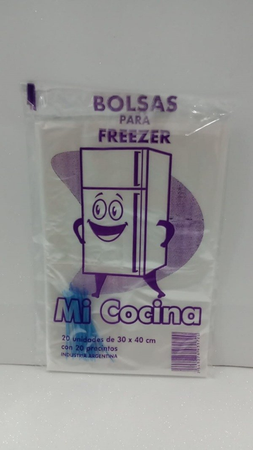 BOLSAS
PARA
FREEZER
Mi Cocina
20 unidades de 30 x 40 cm
con 20 precintos
INDUSTRIA ARGENTINA